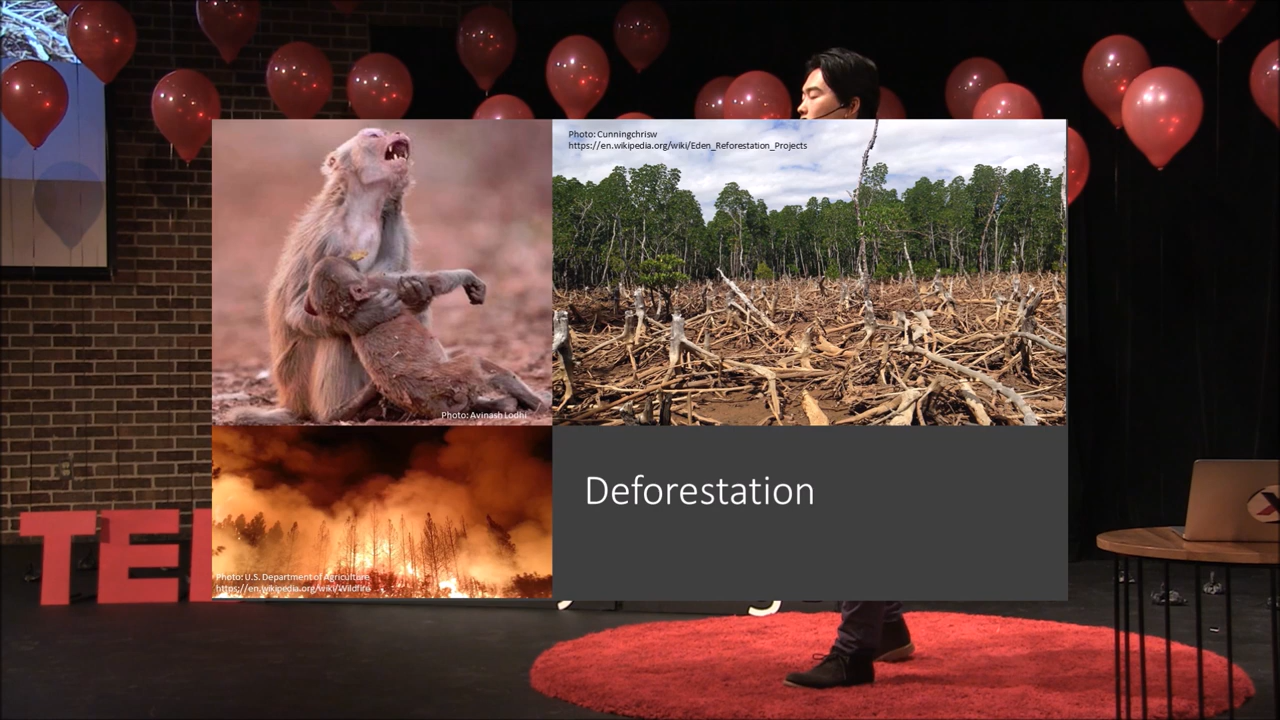 Photo: Cunningchrisw
https://en.wikipedia.org/wiki/Eden_Reforestation_Projects
Photo: Avinash Lodhi
Deforestation
Photo: U.S. Department of Agriculture
https://en.wikipedia.org/wiki/Wildfire
TE